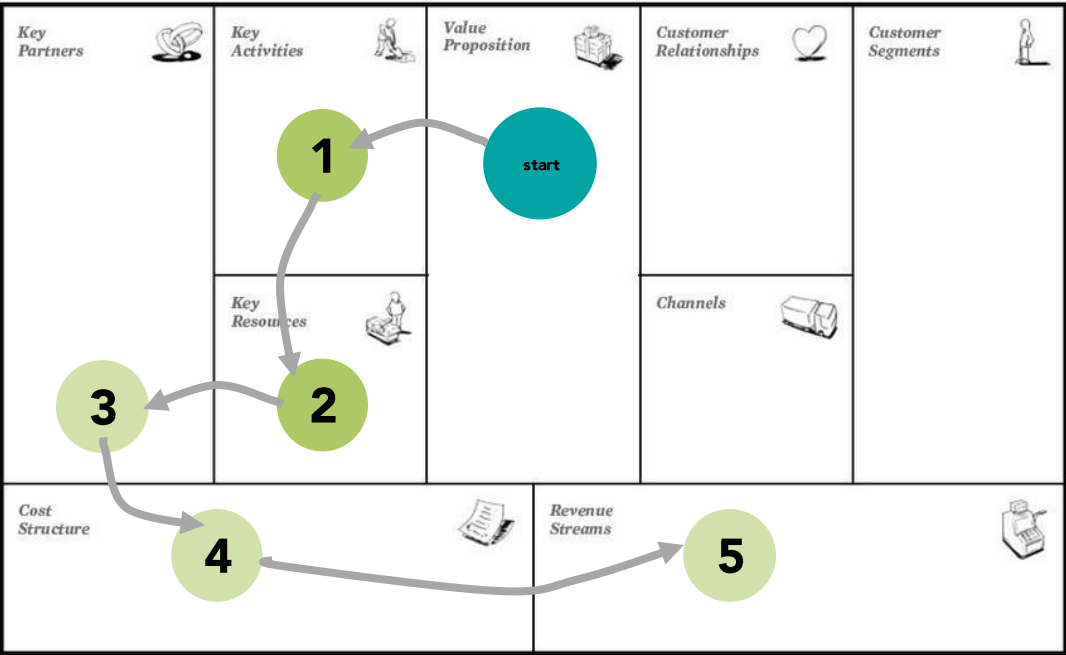 Key
Partners
Key
Activities
Value
Proposition
Customer
Relationships
Customer
Segments
1
start
Key
Resources
Channels
3
2
Cost
Structure
Revenue
Streams
4
5